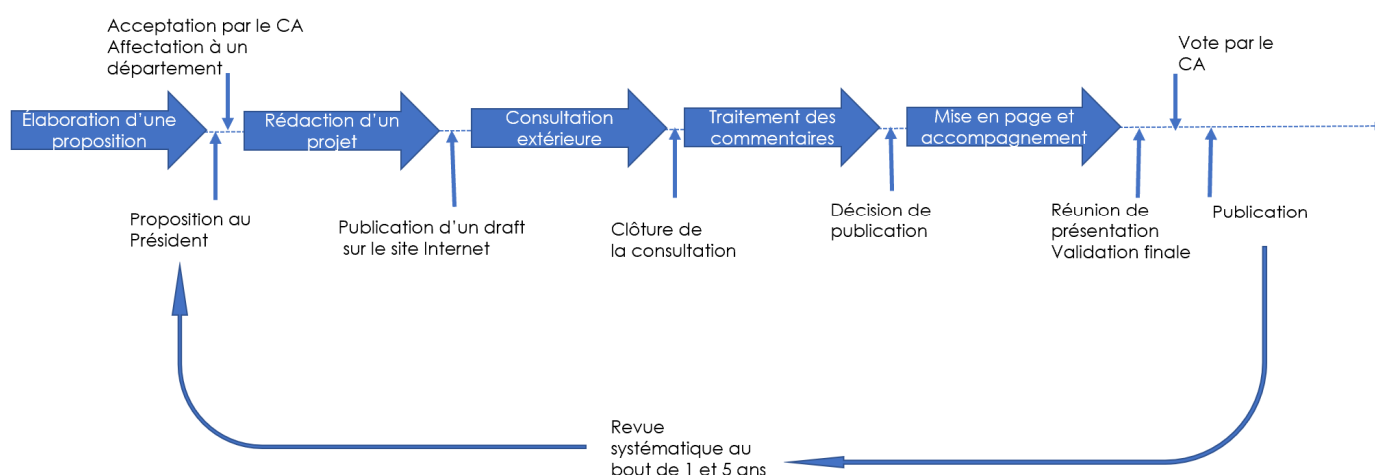 Acceptation par le CA
Affectation à un
département
Vote par le
CA
Élaboration d'une
proposition
Rédaction d'un
projet
Consultation
extérieure
Traitement des
commentaires
Mise en page et
accompagnement
Proposition au
Président
Publication d'un draft
sur le site Internet
Clôture de
la consultation
Décision de
publication
Réunion de
présentation
Validation finale
Publication
Revue
systématique au
bout de 1 et 5 ans